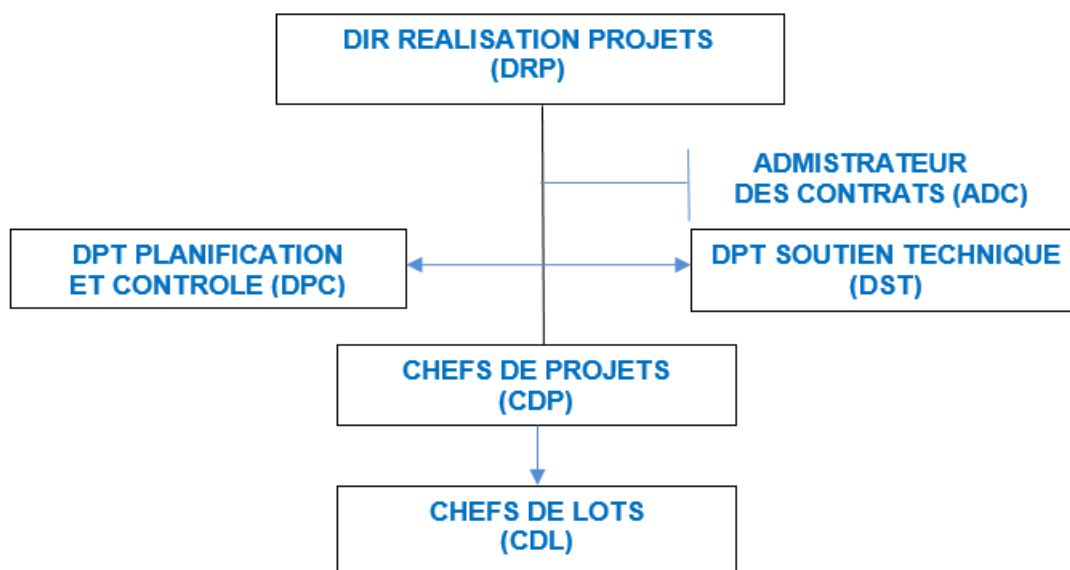 DIR REALISATION PROJETS
(DRP)
ADMISTRATEUR
DES CONTRATS (ADC)
DPT PLANIFICATION
ET CONTROLE (DPC)
DPT SOUTIEN TECHNIQUE
(DST)
CHEFS DE PROJETS
(CDP)
CHEFS DE LOTS
(CDL)